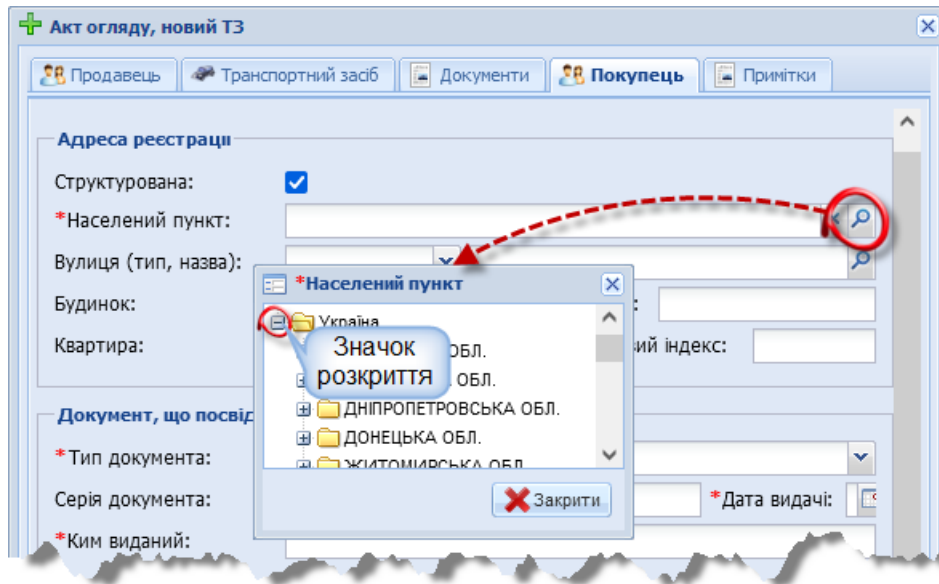 Акт огляду, новий ТЗ
Продавець Транспортний засіб Документи Покупець Примітки
Адреса реєстрації
Структурована:
*Населений пункт:
Вулиця (тип, назва):
Будинок:
Квартира: індекс:
*Населений пункт
Україна
Значок розкриття
ОБЛ.
ОБЛ.
ДНІПРОПЕТРОВСЬКА ОБЛ.
ДОНЕЦЬКА ОБЛ.
ЖИТОМИРСЬКА ОБЛ
Закрити
Документ, що посвід
*Тип документа:
Серія документа: *Дата видачі:
*Ким виданий: